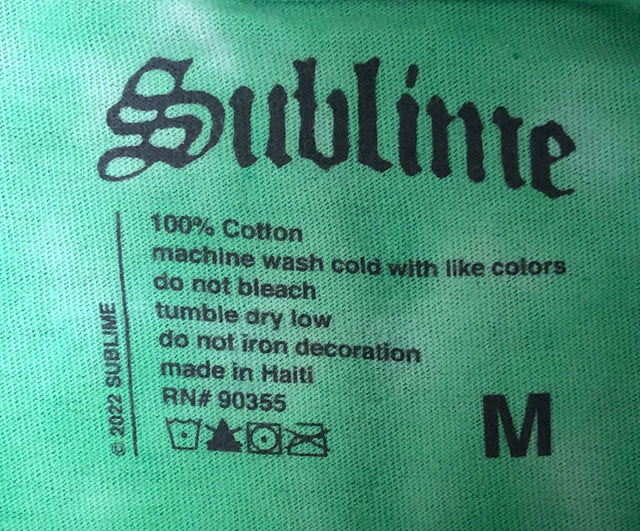 Sublime
100% Cotton
machine wash cold with like colors
do not bleach
tumble dry low
do not iron decoration
made in Haiti
RN# 90355
© 2022 SUBLIME
M